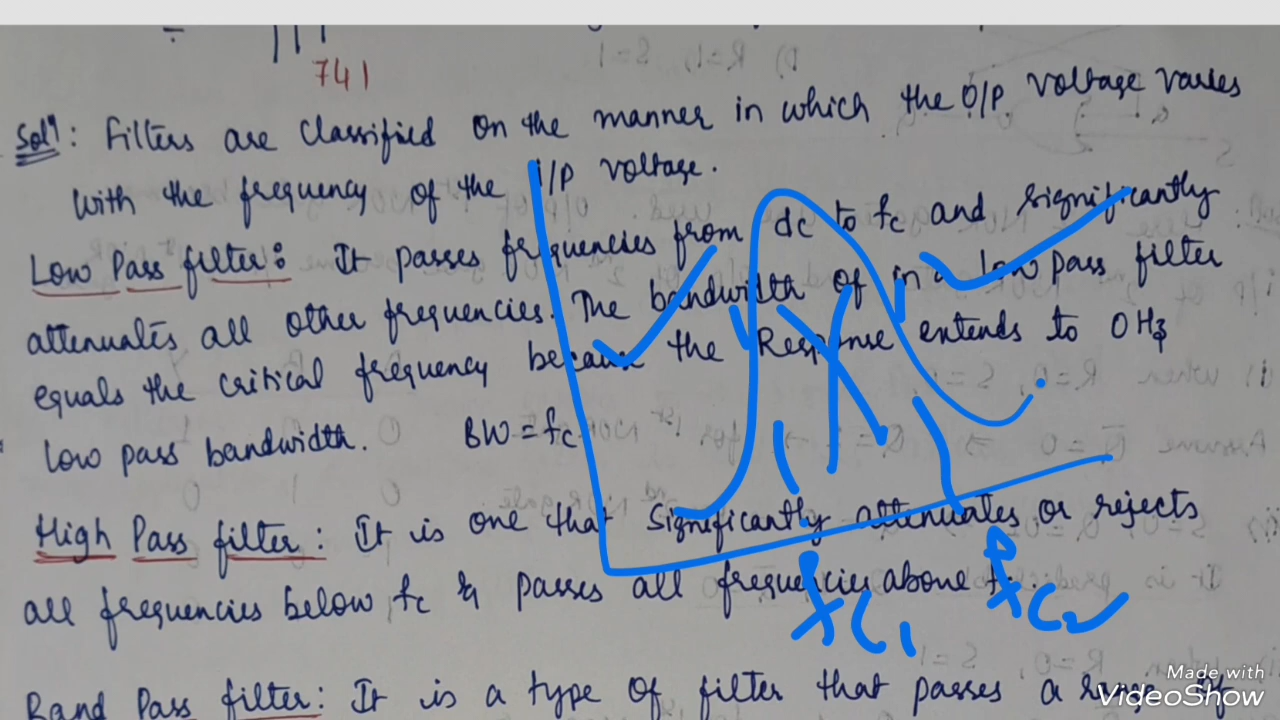 741
Solⁿ: Filters are classified on the manner in which the O/P voltage varies
with the frequency of the i/P voltage.
Low Pass filter: It passes frequencies from dc to fc and significantly
attenuates all other frequencies. The bandwidth of in a low pass filter
equals the critical frequency because the Response extends to 0Hz
low pass bandwidth. BW = fc
High Pass filter: It is one that significantly attenuates or rejects
all frequencies below fc & passes all frequencies above
fC1 fC2
Band Pass filter: It is a type of filter that passes a range of
Made with
VideoShow